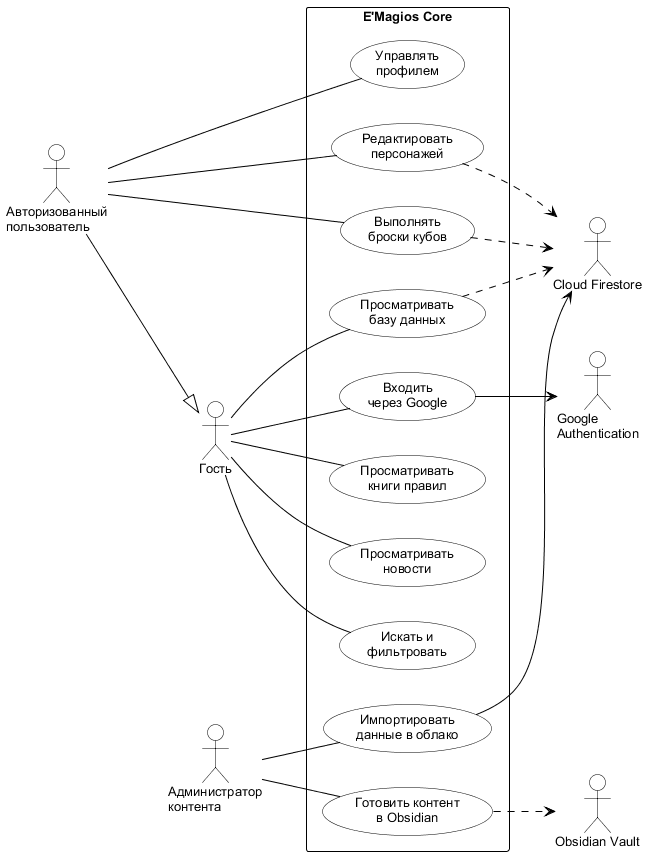 E'Magios Core
Управлять
профилем
Редактировать
персонажей
Авторизованный
пользователь
Выполнять
броски кубов
Cloud Firestore
Просматривать
базу данных
Входить
через Google
Google
Authentication
Гость
Просматривать
книги правил
Просматривать
новости
Искать и
фильтровать
Импортировать
данные в облако
Администратор
контента
Готовить контент
в Obsidian
Obsidian Vault